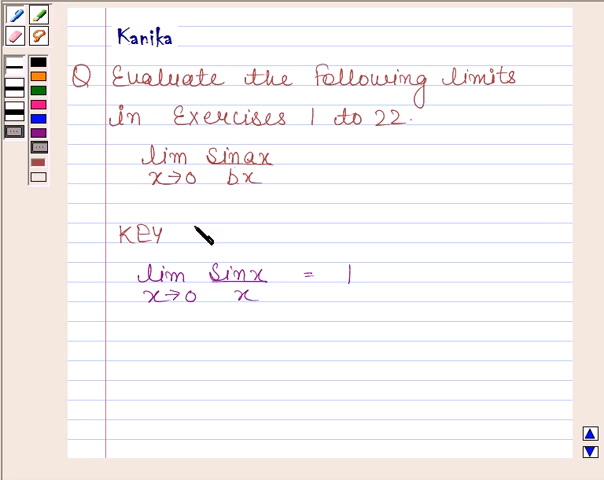 Kanika
Q Evaluate the following limits
in Exercises 1 to 22.
lim sinax
x→0 bx
KEY
lim sinx = 1
x→0 x